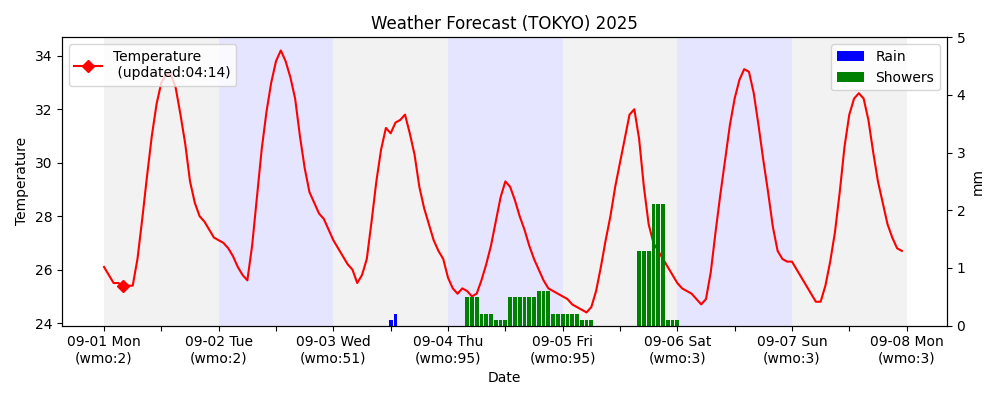 Weather Forecast (TOKYO) 2025
Temperature
(updated:04:14)
Rain
Showers
34
32
30
28
26
24
Temperature
5
4
3
2
1
0
mm
09-01 Mon
(wmo:2)
09-02 Tue
(wmo:2)
09-03 Wed
(wmo:51)
09-04 Thu
(wmo:95)
09-05 Fri
(wmo:95)
09-06 Sat
(wmo:3)
09-07 Sun
(wmo:3)
09-08 Mon
(wmo:3)
Date